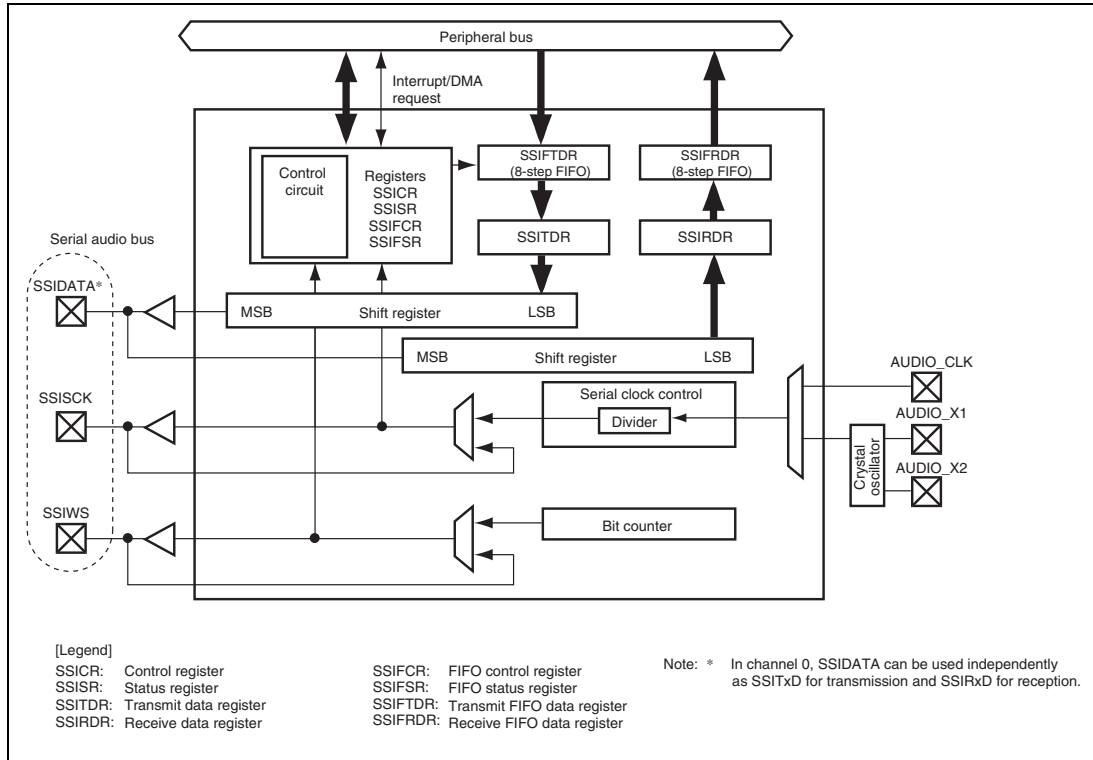 Peripheral bus
Interrupt/DMA
request
Control
circuit
Registers
SSICR
SSISR
SSIFCR
SSIFSR
SSIFTDR
(8-step FIFO)
SSIFRDR
(8-step FIFO)
SSITDR
SSIRDR
Serial audio bus
SSIDATA*
MSB Shift register LSB
MSB Shift register LSB
SSISCK
Serial clock control
Divider
AUDIO_CLK
AUDIO_X1
AUDIO_X2
Crystal
oscillator
SSIWS
Bit counter
[Legend]
SSICR: Control register
SSISR: Status register
SSITDR: Transmit data register
SSIRDR: Receive data register
SSIFCR: FIFO control register
SSIFSR: FIFO status register
SSIFTDR: Transmit FIFO data register
SSIFRDR: Receive FIFO data register
Note: * In channel 0, SSIDATA can be used independently
as SSITxD for transmission and SSIRxD for reception.